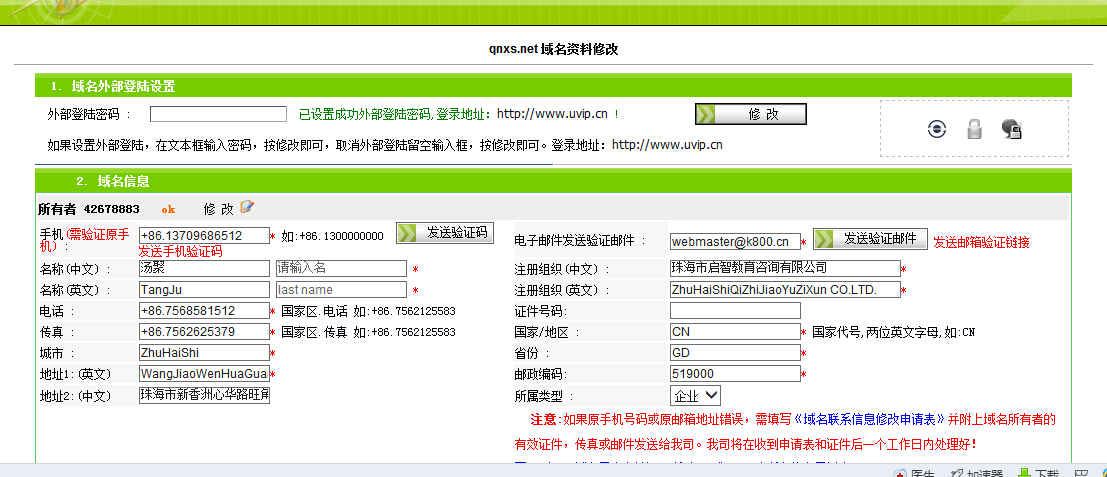 qnxs.net 域名资料修改
1. 域名外部登陆设置
外部登陆密码 : 已设置成功外部登陆密码,登录地址: http://www.uvip.cn ! 修 改
如果设置外部登陆，在文本框输入密码，按修改即可，取消外部登陆留空输入框，按修改即可。登录地址: http://www.uvip.cn
2. 域名信息
所有者 42678883 ok 修 改
手机(需验证原手机) : +86.13709686512 * 如:+86.1300000000 发送验证码 电子邮件发送验证邮件 : webmaster@k800.cn * 发送验证邮件 发送邮箱验证链接
发送手机验证码
名称(中文) : 汤聚 请输入名 * 注册组织(中文) : 珠海市启智教育咨询有限公司 *
名称(英文) : TangJu last name * 注册组织(英文) : ZhuHaiShiQiZhiJiaoYuZiXun CO.LTD. *
电话 : +86.7568581512 * 国家区.电话 如:+86.7562125583 证件号码:
传真 : +86.7562625379 * 国家区.传真 如:+86.7562125583 国家/地区 : CN * 国家代号,两位英文字母,如:CN
城市 : ZhuHaiShi * 省份 : GD *
地址1:(英文) WangJiaoWenHuaGua * 邮政编码: 519000 *
地址2:(中文) 珠海市新香洲心华路旺角 所属类型 : 企业
注意:如果原手机号码或原邮箱地址错误，需填写《域名联系信息修改申请表》并附上域名所有者的
有效证件，传真或邮件发送给我司。我司将在收到申请表和证件后一个工作日内处理好!
医生 加速器 下载